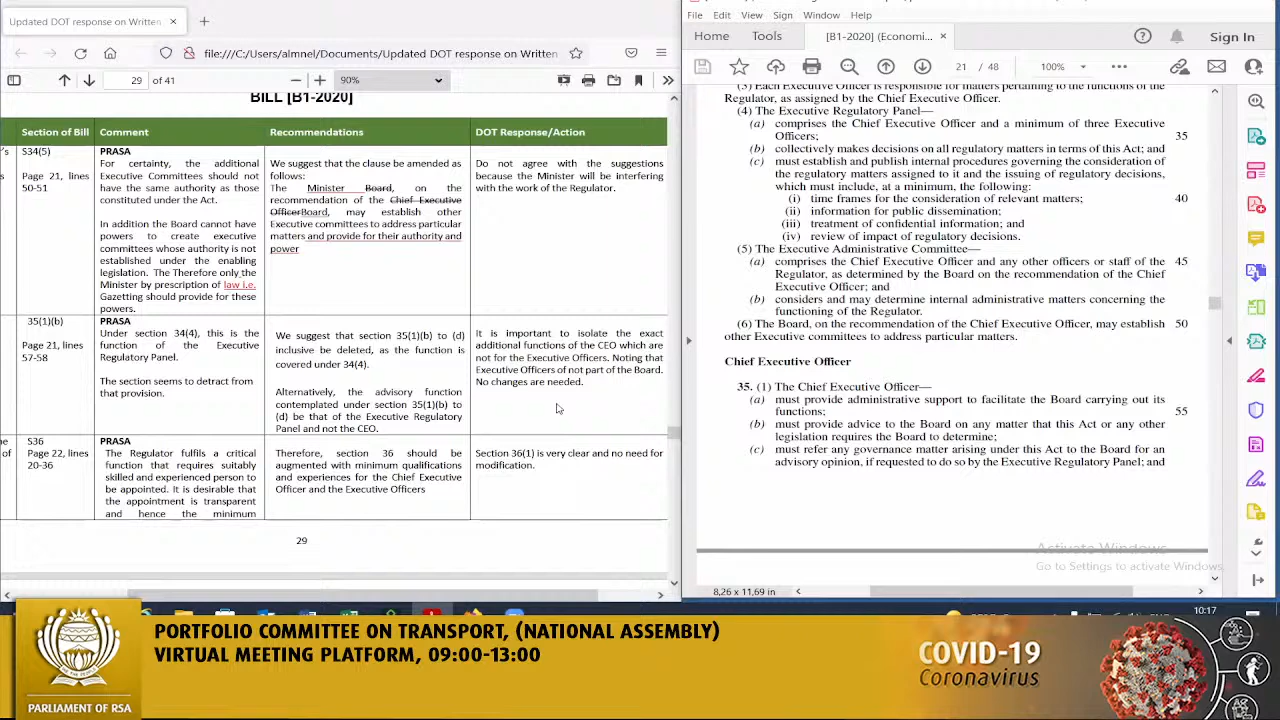 Updated DOT response on Written
file:///C:/Users/almnel/Documents/Updated DOT response on Written
29 of 41
90%
BILL [B1-2020]
Section of Bill
Comment
Recommendations
DOT Response/Action
S34(5)
Page 21, lines
50-51
PRASA
For certainty, the additional
Executive Committees should
not have the same authority as those
constituted under the Act.
In addition the Board cannot have
powers to create executive
committees whose authority is not
established under the enabling
legislation. The Therefore only the
Minister by prescription of law i.e.
Gazetting should provide for these
powers.
We suggest that the clause be amended as
follows:
The Minister Board, on the
recommendation of the Chief Executive
OfficerBoard, may establish other
Executive committees to address particular
matters and provide for their authority and
power
Do not agree with the suggestions
because the Minister will be interfering
with the work of the Regulator.
35(1)(b)
Page 21, lines
57-58
PRASA
Under section 34(4), this is the
function of the Executive
Regulatory Panel.
The section seems to detract from
that provision.
We suggest that section 35(1)(b) to (d)
inclusive be deleted, as the function is
covered under 34(4).
Alternatively, the advisory function
contemplated under section 35(1)(b) to
(d) be that of the Executive Regulatory
Panel and not the CEO.
It is important to isolate the exact
additional functions of the CEO which are
not for the Executive Officers. Noting that
Executive Officers of not part of the Board.
No changes are needed.
S36
Page 22, lines
20-36
PRASA
The Regulator fulfils a critical
function that requires suitably
skilled and experienced person to
be appointed. It is desirable that
the appointment is transparent
and hence the minimum
Therefore, section 36 should be
augmented with minimum qualifications
and experiences for the Chief Executive
Officer and the Executive Officers
Section 36(1) is very clear and no need for
modification.
29
File Edit View Sign Window Help
Home Tools [B1-2020] (Economi... Sign In
21 / 48 100%
(3) Each Executive Officer is responsible for matters pertaining to the functions of the
Regulator, as assigned by the Chief Executive Officer.
(4) The Executive Regulatory Panel—
(a) comprises the Chief Executive Officer and a minimum of three Executive
Officers; 35
(b) collectively makes decisions on all regulatory matters in terms of this Act; and
(c) must establish and publish internal procedures governing the consideration of
the regulatory matters assigned to it and the issuing of regulatory decisions,
which must include, at a minimum, the following:
(i) time frames for the consideration of relevant matters; 40
(ii) information for public dissemination;
(iii) treatment of confidential information; and
(iv) review of impact of regulatory decisions.
(5) The Executive Administrative Committee—
(a) comprises the Chief Executive Officer and any other officers or staff of the 45
Regulator, as determined by the Board on the recommendation of the Chief
Executive Officer; and
(b) considers and may determine internal administrative matters concerning the
functioning of the Regulator.
(6) The Board, on the recommendation of the Chief Executive Officer, may establish 50
other Executive committees to address particular matters.
Chief Executive Officer
35. (1) The Chief Executive Officer—
(a) must provide administrative support to facilitate the Board carrying out its
functions; 55
(b) must provide advice to the Board on any matter that this Act or any other
legislation requires the Board to determine;
(c) must refer any governance matter arising under this Act to the Board for an
advisory opinion, if requested to do so by the Executive Regulatory Panel; and
Activate Windows
Go to Settings to activate Windows.
8,26 x 11,69 in
10:17
PORTFOLIO COMMITTEE ON TRANSPORT, (NATIONAL ASSEMBLY)
VIRTUAL MEETING PLATFORM, 09:00-13:00
PARLIAMENT OF RSA
COVID-19
Coronavirus